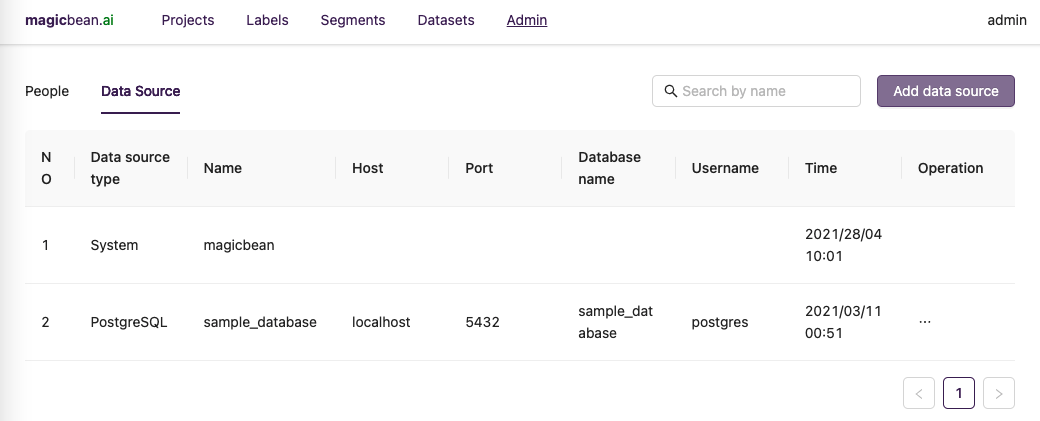 magicbean.ai Projects Labels Segments Datasets Admin admin
People Data Source Search by name Add data source
N
O
Data source
type
Name
Host
Port
Database
name
Username
Time
Operation
1 System magicbean 2021/28/04
10:01
2 PostgreSQL sample_database localhost 5432 sample_dat
abase
postgres
2021/03/11
00:51
...
< 1 >